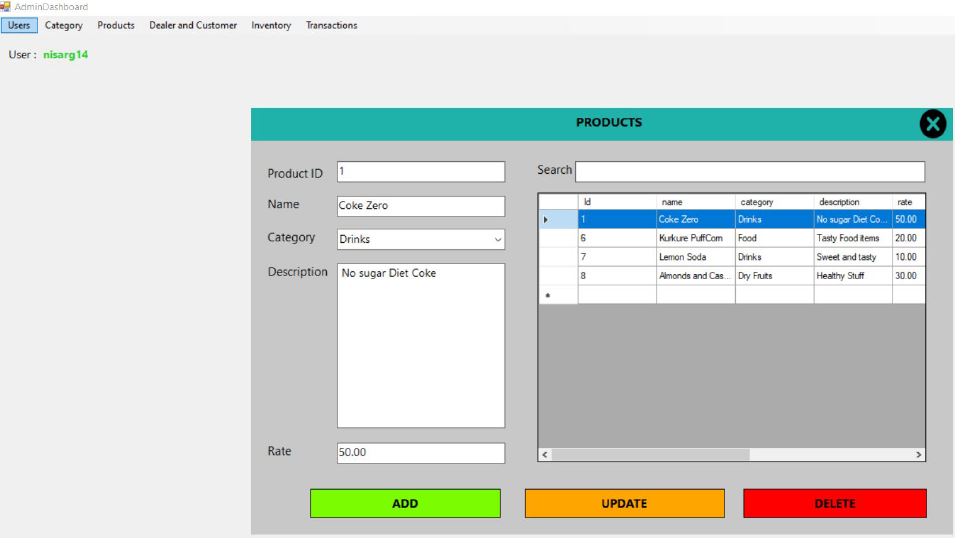 AdminDashboard
Users Category Products Dealer and Customer Inventory Transactions
User : nisarg14
PRODUCTS
Product ID 1
Name Coke Zero
Category Drinks
Description No sugar Diet Coke
Rate 50.00
Search
Id name category description rate
1 Coke Zero Drinks No sugar Diet Co... 50.00
6 Kurkure PuffCorn Food Tasty Food items 20.00
7 Lemon Soda Drinks Sweet and tasty 10.00
8 Almonds and Cas... Dry Fruits Healthy Stuff 30.00
ADD UPDATE DELETE